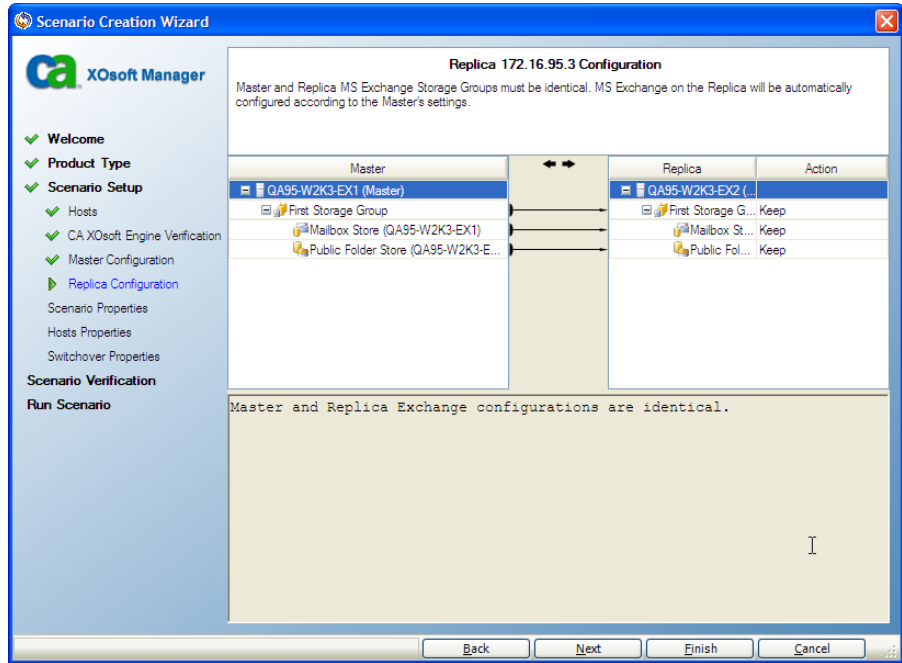 Scenario Creation Wizard
ca XOsoft Manager
Welcome
Product Type
Scenario Setup
Hosts
CA XOsoft Engine Verification
Master Configuration
Replica Configuration
Scenario Properties
Hosts Properties
Switchover Properties
Scenario Verification
Run Scenario
Replica 172.16.95.3 Configuration
Master and Replica MS Exchange Storage Groups must be identical. MS Exchange on the Replica will be automatically
configured according to the Master's settings.
Master
QA95-W2K3-EX1 (Master)
First Storage Group
Mailbox Store (QA95-W2K3-EX1)
Public Folder Store (QA95-W2K3-E...
Replica Action
QA95-W2K3-EX2 (...
First Storage G... Keep
Mailbox St... Keep
Public Fol... Keep
Master and Replica Exchange configurations are identical.
Back Next Finish Cancel